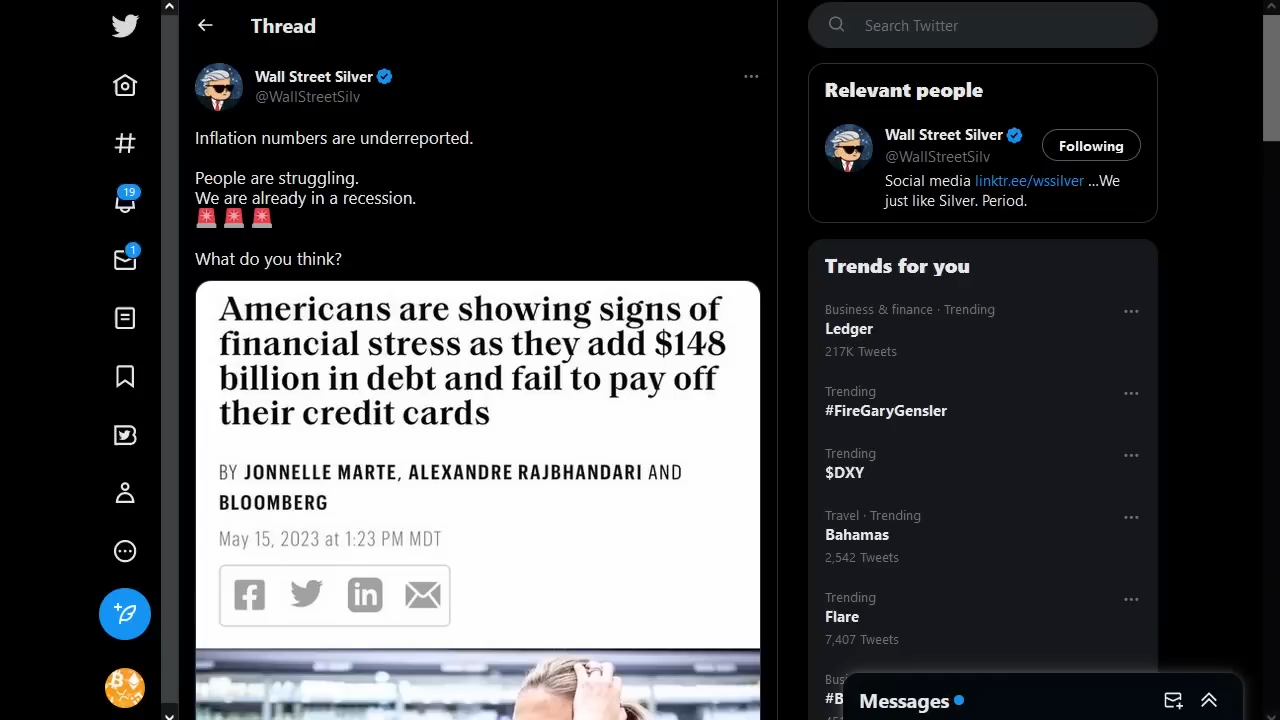 Thread
Wall Street Silver
@WallStreetSilv
Inflation numbers are underreported.
People are struggling.
We are already in a recession.
What do you think?
Americans are showing signs of
financial stress as they add $148
billion in debt and fail to pay off
their credit cards
BY JONNELLE MARTE, ALEXANDRE RAJBHANDARI AND
BLOOMBERG
May 15, 2023 at 1:23 PM MDT
19
1
Search Twitter
Relevant people
Wall Street Silver
@WallStreetSilv
Following
Social media linktr.ee/wssilver ...We
just like Silver. Period.
Trends for you
Business & finance · Trending
Ledger
217K Tweets
Trending
#FireGaryGensler
Trending
$DXY
Travel · Trending
Bahamas
2,542 Tweets
Trending
Flare
7,407 Tweets
Messages